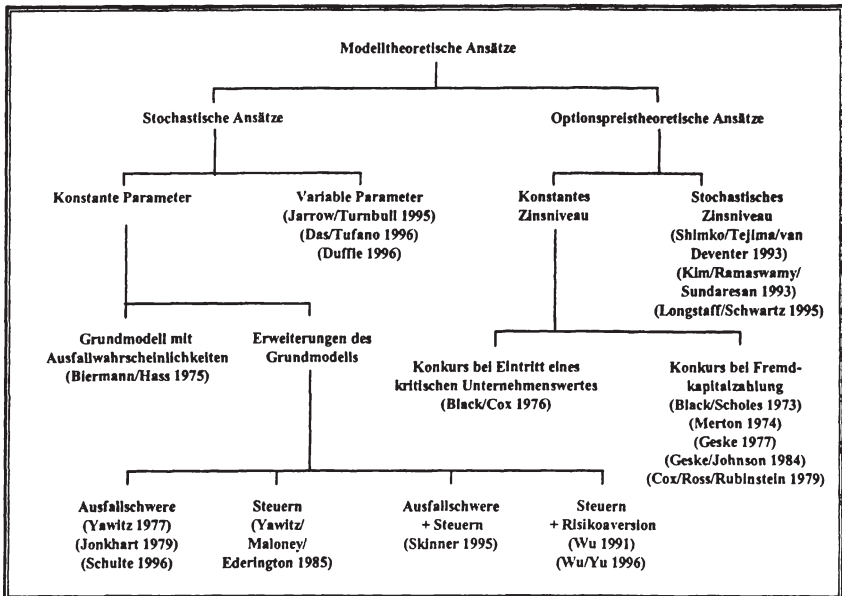 Modelltheoretische Ansätze
Stochastische Ansätze
Optionspreistheoretische Ansätze
Konstante Parameter
Variable Parameter
(Jarrow/Turnbull 1995)
(Das/Tufano 1996)
(Duffie 1996)
Konstantes
Zinsniveau
Stochastisches
Zinsniveau
(Shimko/Tejima/van
Deventer 1993)
(Kim/Ramaswamy/
Sundaresan 1993)
(Longstaff/Schwartz 1995)
Grundmodell mit
Ausfallwahrscheinlichkeiten
(Biermann/Hass 1975)
Erweiterungen des
Grundmodells
Konkurs bei Eintritt eines
kritischen Unternehmenswertes
(Black/Cox 1976)
Konkurs bei Fremd-
kapitalzahlung
(Black/Scholes 1973)
(Merton 1974)
(Geske 1977)
(Geske/Johnson 1984)
(Cox/Ross/Rubinstein 1979)
Ausfallschwere
(Yawitz 1977)
(Jonkhart 1979)
(Schulte 1996)
Steuern
(Yawitz/
Maloney/
Ederington 1985)
Ausfallschwere
+ Steuern
(Skinner 1995)
Steuern
+ Risikoaversion
(Wu 1991)
(Wu/Yu 1996)